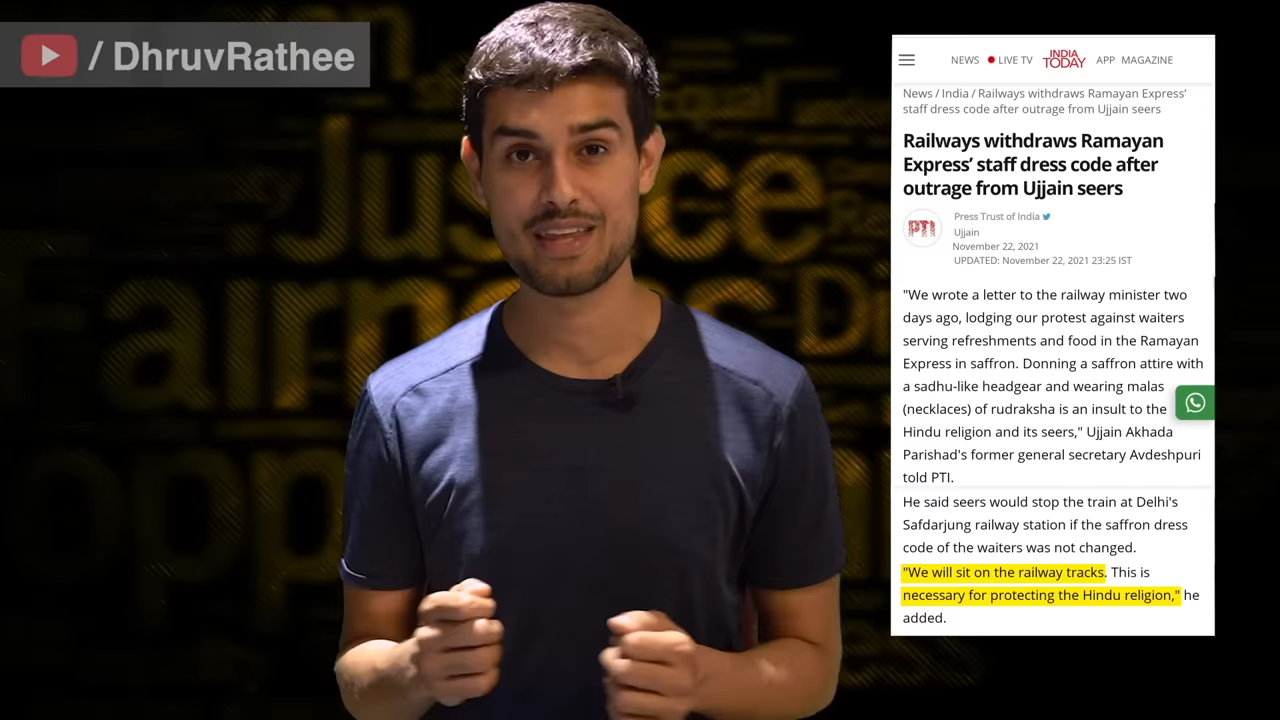 / DhruvRathee
NEWS LIVE TV INDIA TODAY APP MAGAZINE
News / India / Railways withdraws Ramayan Express’
staff dress code after outrage from Ujjain seers
Railways withdraws Ramayan
Express’ staff dress code after
outrage from Ujjain seers
PTI
Press Trust of India
Ujjain
November 22, 2021
UPDATED: November 22, 2021 23:25 IST
"We wrote a letter to the railway minister two
days ago, lodging our protest against waiters
serving refreshments and food in the Ramayan
Express in saffron. Donning a saffron attire with
a sadhu-like headgear and wearing malas
(necklaces) of rudraksha is an insult to the
Hindu religion and its seers," Ujjain Akhada
Parishad's former general secretary Avdeshpuri
told PTI.
He said seers would stop the train at Delhi's
Safdarjung railway station if the saffron dress
code of the waiters was not changed.
"We will sit on the railway tracks. This is
necessary for protecting the Hindu religion," he
added.
Justice
Fairness